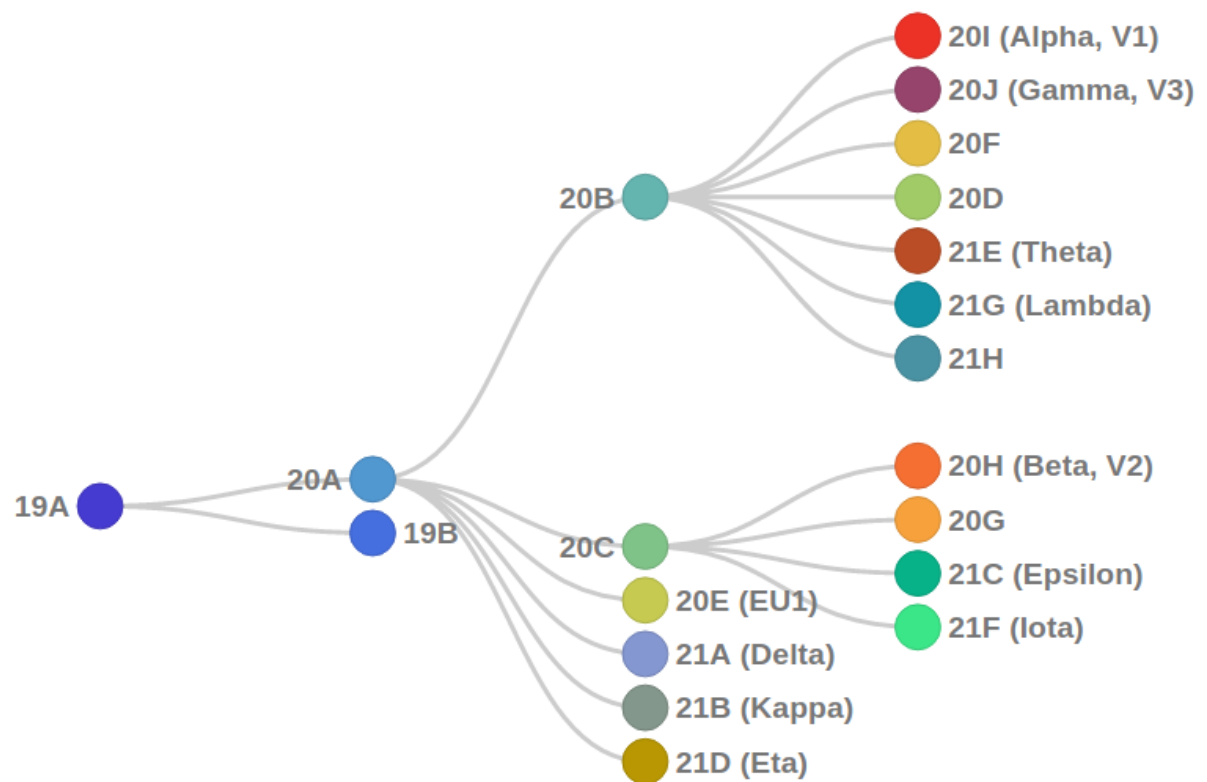 20I (Alpha, V1)
20J (Gamma, V3)
20F
20B
20D
21E (Theta)
21G (Lambda)
21H
20H (Beta, V2)
20A
19A
20G
19B
20C
21C (Epsilon)
20E (EU1)
21F (Iota)
21A (Delta)
21B (Kappa)
21D (Eta)